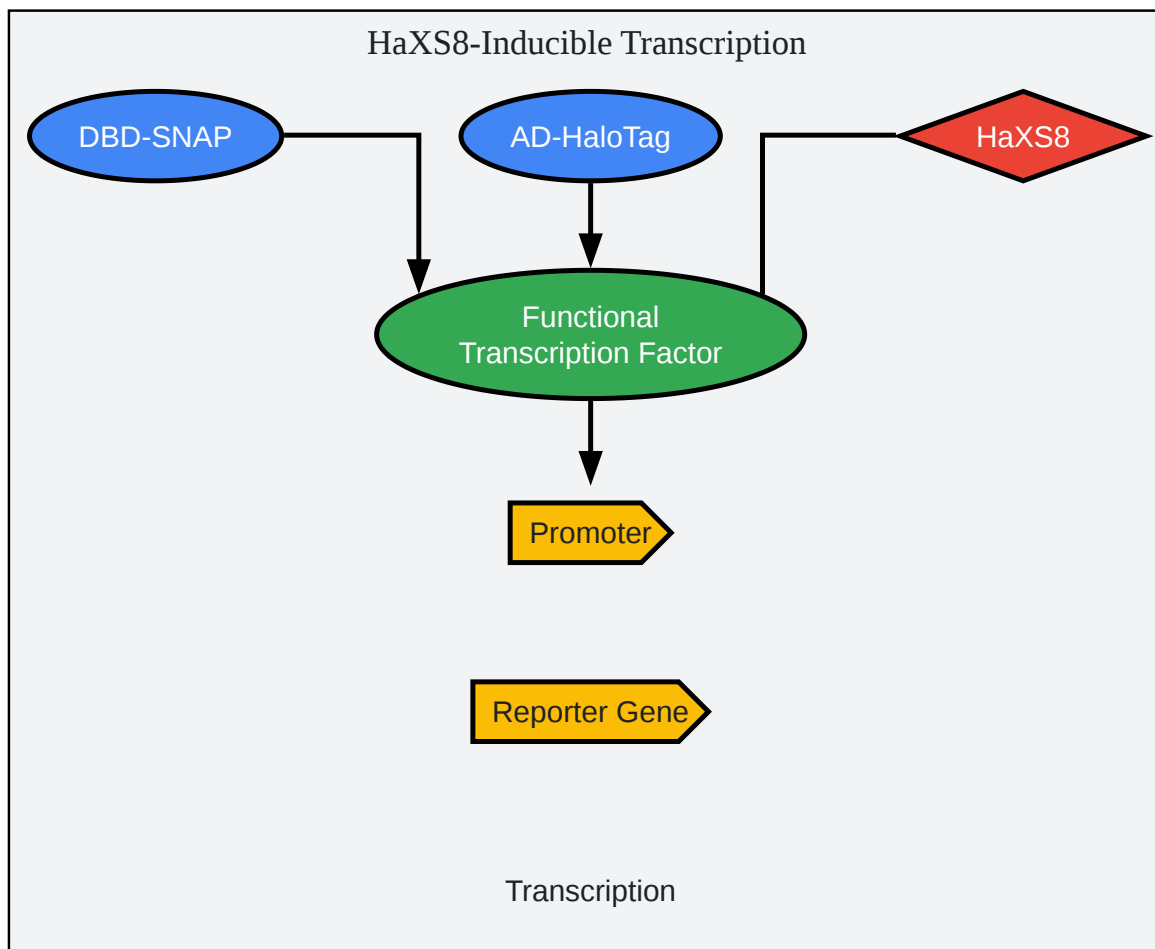 HaXS8-Inducible Transcription
DBD-SNAP
AD-HaloTag
HaXS8
Functional
Transcription Factor
Promoter
Reporter Gene
Transcription